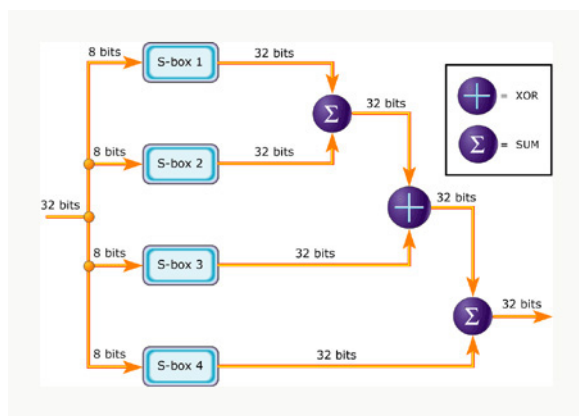 8 bits
S-box 1
32 bits
Σ
32 bits
+ = XOR
Σ = SUM
8 bits
S-box 2
32 bits
32 bits
+
32 bits
8 bits
S-box 3
32 bits
Σ
32 bits
8 bits
S-box 4
32 bits